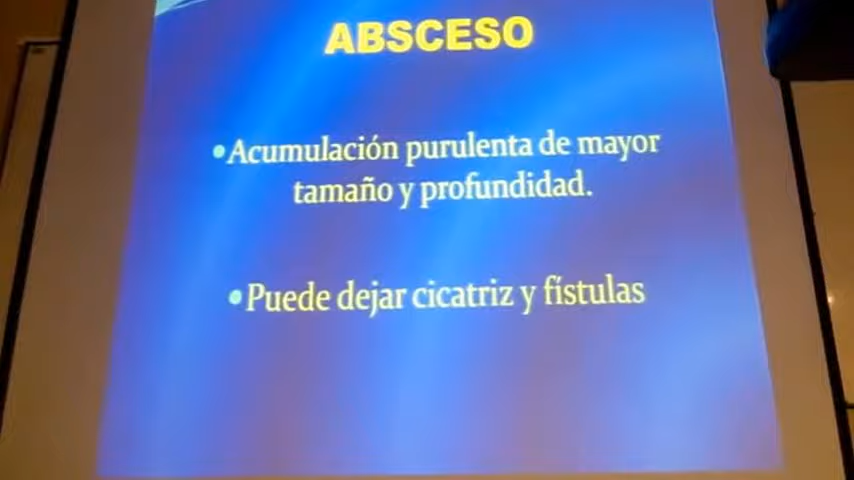 ABSCESO
•Acumulación purulenta de mayor
tamaño y profundidad.
•Puede dejar cicatriz y fístulas